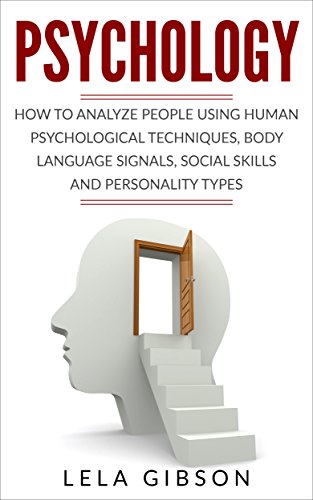 PSYCHOLOGY
HOW TO ANALYZE PEOPLE USING HUMAN
PSYCHOLOGICAL TECHNIQUES, BODY
LANGUAGE SIGNALS, SOCIAL SKILLS
AND PERSONALITY TYPES
LELA GIBSON